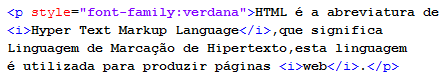 <p style="font-family:verdana">HTML é a abreviatura de
<i>Hyper Text Markup Language</i>,que significa
Linguagem de Marcação de Hipertexto,esta linguagem
é utilizada para produzir páginas <i>web</i>.</p>